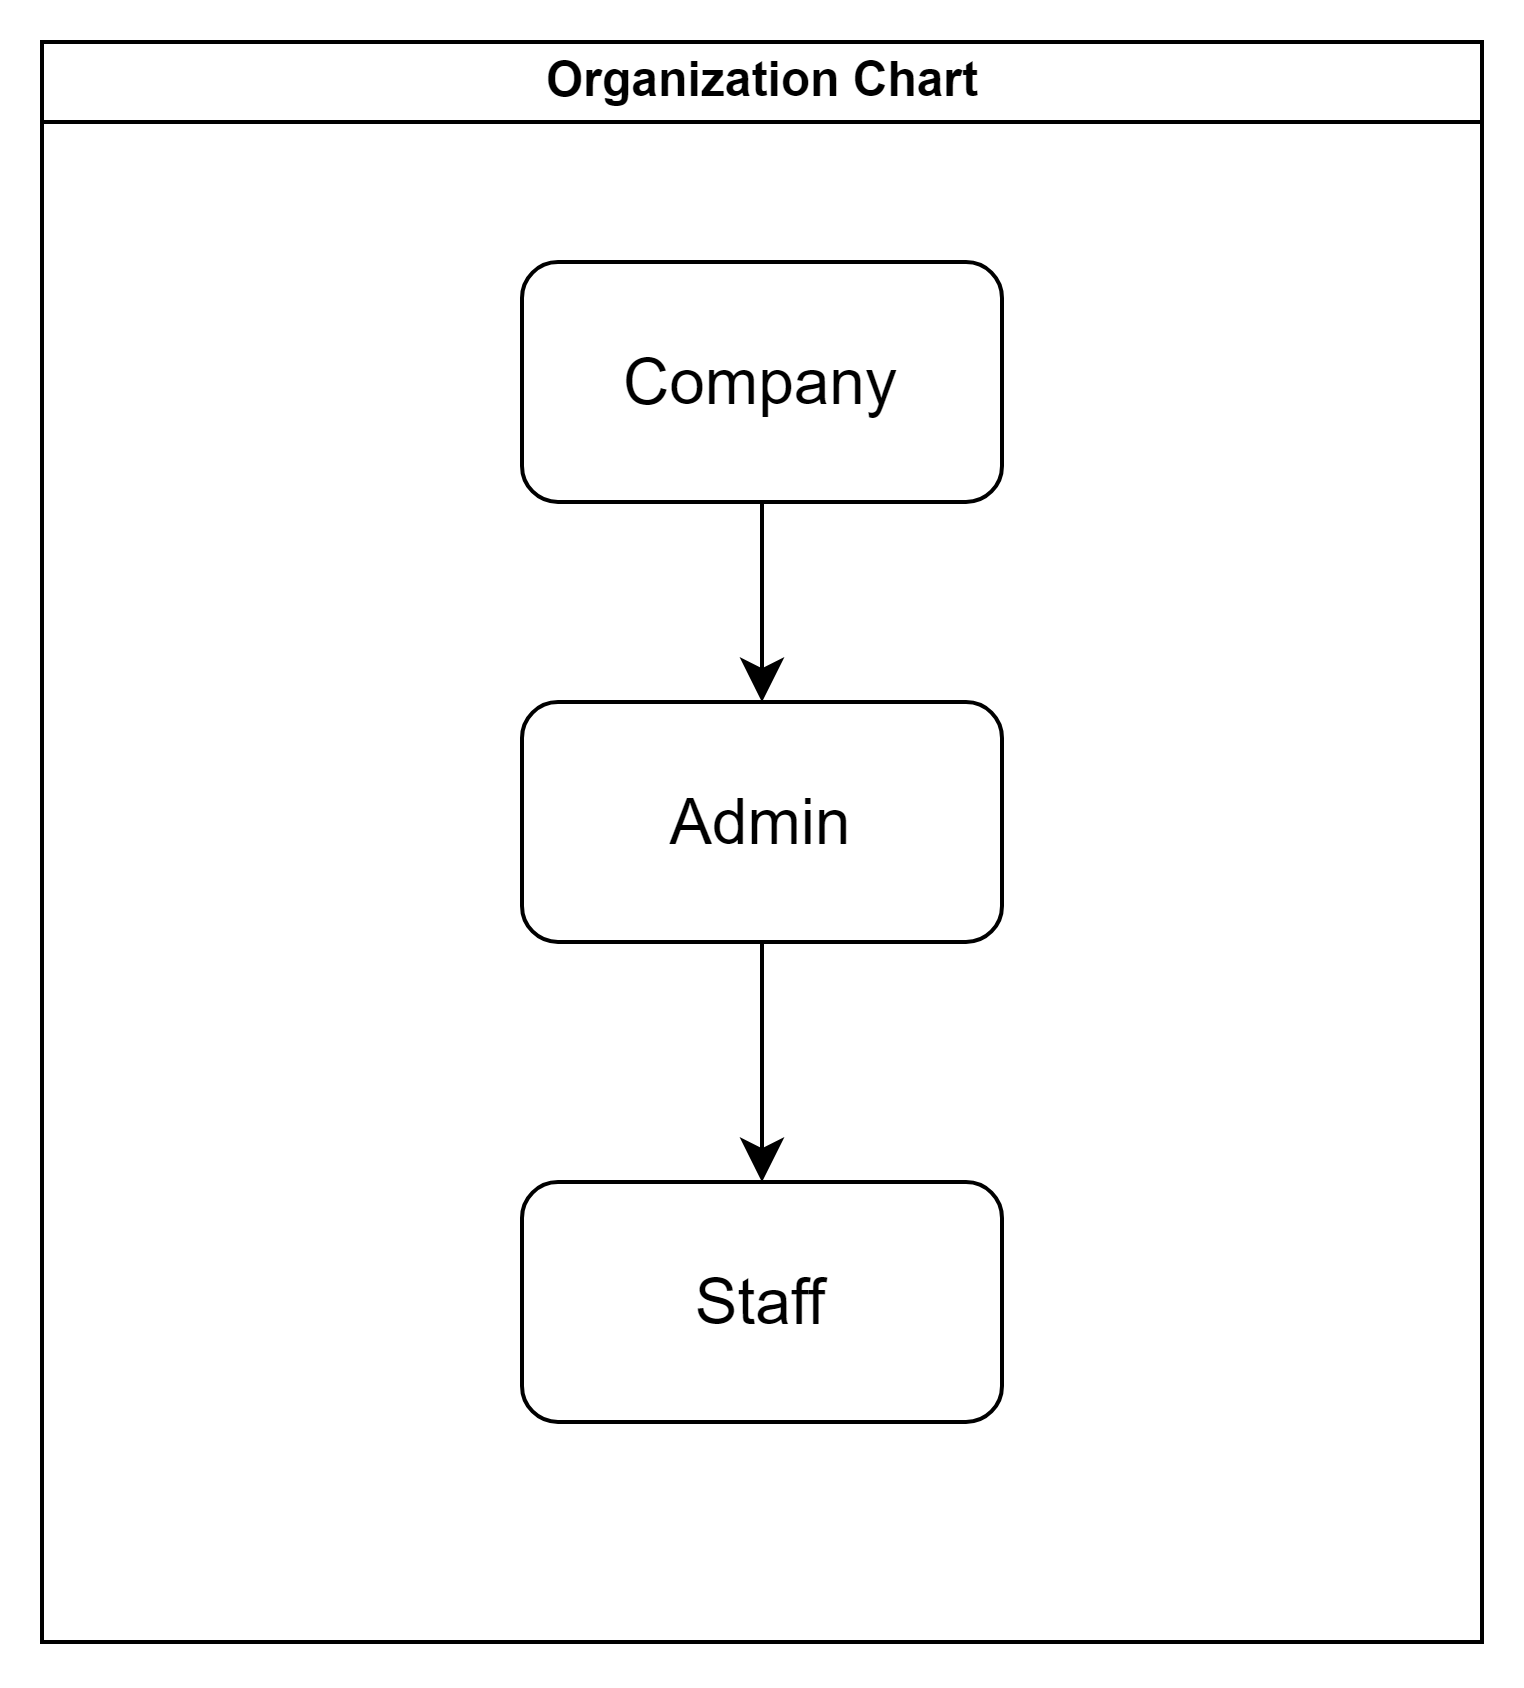 Organization Chart
Company
Admin
Staff